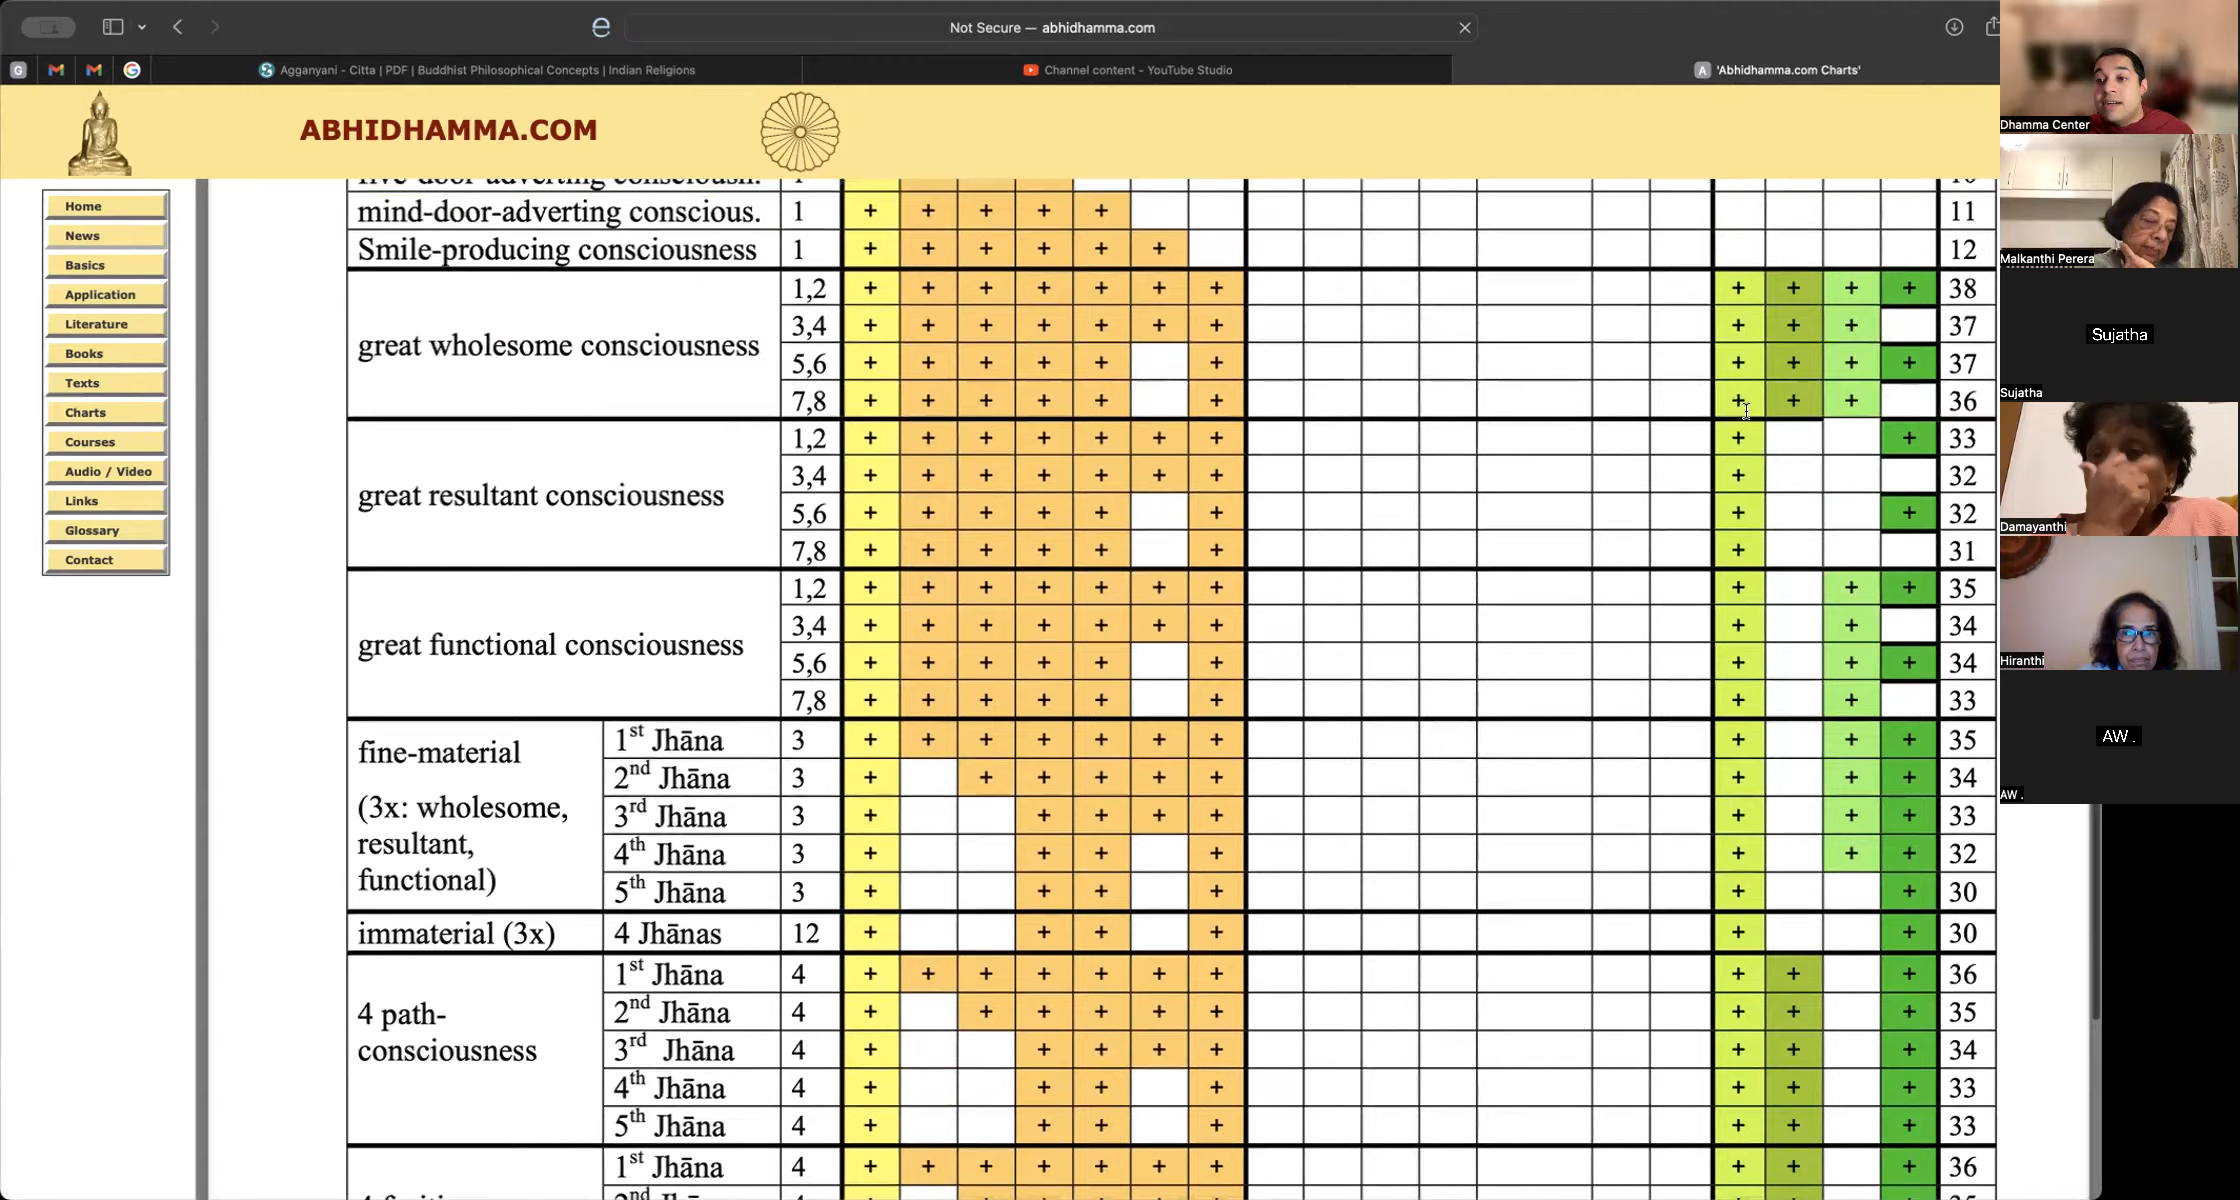 Not Secure — abhidhamma.com
Agganyani - Citta | PDF | Buddhist Philosophical Concepts | Indian Religions
Channel content - YouTube Studio
A 'Abhidhamma.com Charts'
ABHIDHAMMA.COM
Home
News
Basics
Application
Literature
Books
Texts
Charts
Courses
Audio / Video
Links
Glossary
Contact
five-door-adverting consciousn. 1 10
mind-door-adverting conscious. 1 + + + + + 11
Smile-producing consciousness 1 + + + + + + 12
great wholesome consciousness
1,2 + + + + + + + + + + + 38
3,4 + + + + + + + + + + 37
5,6 + + + + + + + + + + 37
7,8 + + + + + + + + + 36
great resultant consciousness
1,2 + + + + + + + + + 33
3,4 + + + + + + + + 32
5,6 + + + + + + + + 32
7,8 + + + + + + + 31
great functional consciousness
1,2 + + + + + + + + + + 35
3,4 + + + + + + + + + 34
5,6 + + + + + + + + + 34
7,8 + + + + + + + + 33
fine-material
(3x: wholesome,
resultant,
functional)
1st Jhāna 3 + + + + + + + + + + 35
2nd Jhāna 3 + + + + + + + + + 34
3rd Jhāna 3 + + + + + + + + 33
4th Jhāna 3 + + + + + + + 32
5th Jhāna 3 + + + + + + 30
immaterial (3x) 4 Jhānas 12 + + + + + + 30
4 path-
consciousness
1st Jhāna 4 + + + + + + + + + + 36
2nd Jhāna 4 + + + + + + + + + 35
3rd Jhāna 4 + + + + + + + + 34
4th Jhāna 4 + + + + + + + 33
5th Jhāna 4 + + + + + + + 33
1st Jhāna 4 + + + + + + + + + + 36
2nd
Dhamma Center
Malkanthi Perera
Sujatha
Sujatha
Damayanthi
Hiranthi
AW .
AW .